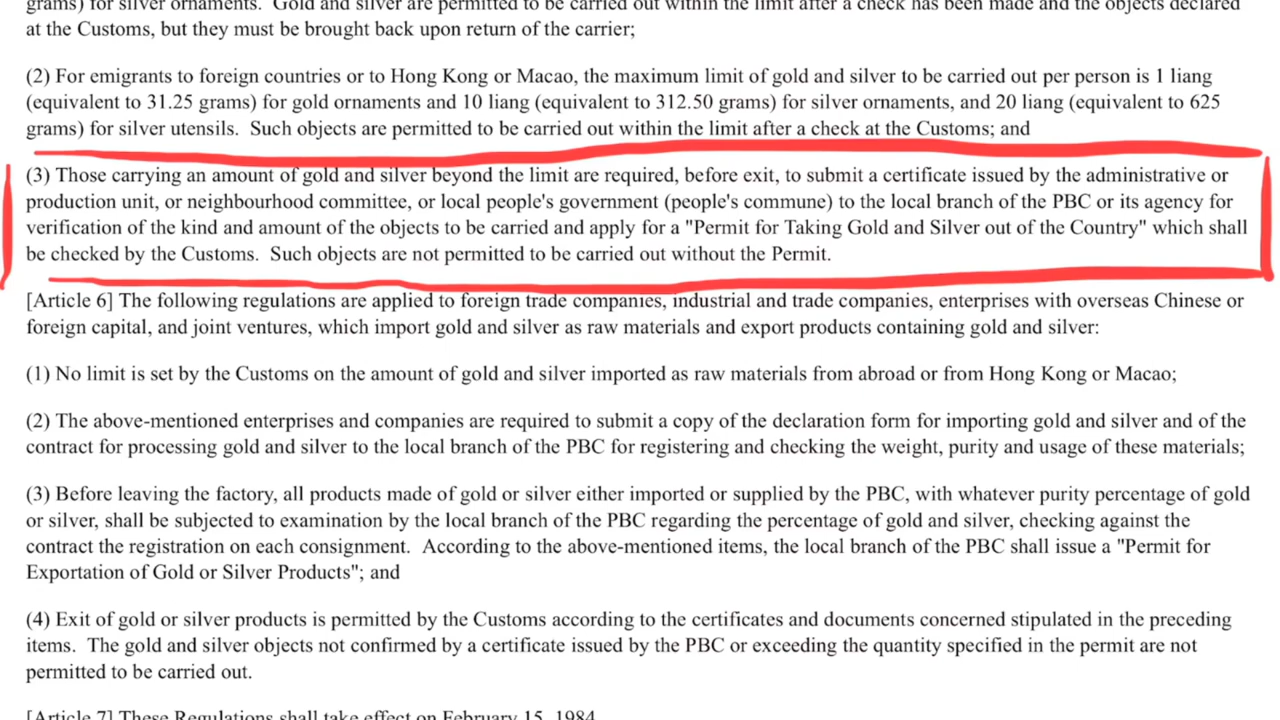 grams) for silver ornaments.  Gold and silver are permitted to be carried out within the limit after a check has been made and the objects declared
at the Customs, but they must be brought back upon return of the carrier;
(2) For emigrants to foreign countries or to Hong Kong or Macao, the maximum limit of gold and silver to be carried out per person is 1 liang
(equivalent to 31.25 grams) for gold ornaments and 10 liang (equivalent to 312.50 grams) for silver ornaments, and 20 liang (equivalent to 625
grams) for silver utensils.  Such objects are permitted to be carried out within the limit after a check at the Customs; and
(3) Those carrying an amount of gold and silver beyond the limit are required, before exit, to submit a certificate issued by the administrative or
production unit, or neighbourhood committee, or local people's government (people's commune) to the local branch of the PBC or its agency for
verification of the kind and amount of the objects to be carried and apply for a "Permit for Taking Gold and Silver out of the Country" which shall
be checked by the Customs.  Such objects are not permitted to be carried out without the Permit.
[Article 6] The following regulations are applied to foreign trade companies, industrial and trade companies, enterprises with overseas Chinese or
foreign capital, and joint ventures, which import gold and silver as raw materials and export products containing gold and silver:
(1) No limit is set by the Customs on the amount of gold and silver imported as raw materials from abroad or from Hong Kong or Macao;
(2) The above-mentioned enterprises and companies are required to submit a copy of the declaration form for importing gold and silver and of the
contract for processing gold and silver to the local branch of the PBC for registering and checking the weight, purity and usage of these materials;
(3) Before leaving the factory, all products made of gold or silver either imported or supplied by the PBC, with whatever purity percentage of gold
or silver, shall be subjected to examination by the local branch of the PBC regarding the percentage of gold and silver, checking against the
contract the registration on each consignment.  According to the above-mentioned items, the local branch of the PBC shall issue a "Permit for
Exportation of Gold or Silver Products"; and
(4) Exit of gold or silver products is permitted by the Customs according to the certificates and documents concerned stipulated in the preceding
items.  The gold and silver objects not confirmed by a certificate issued by the PBC or exceeding the quantity specified in the permit are not
permitted to be carried out.
[Article 7] These Regulations shall take effect on February 15, 1984.